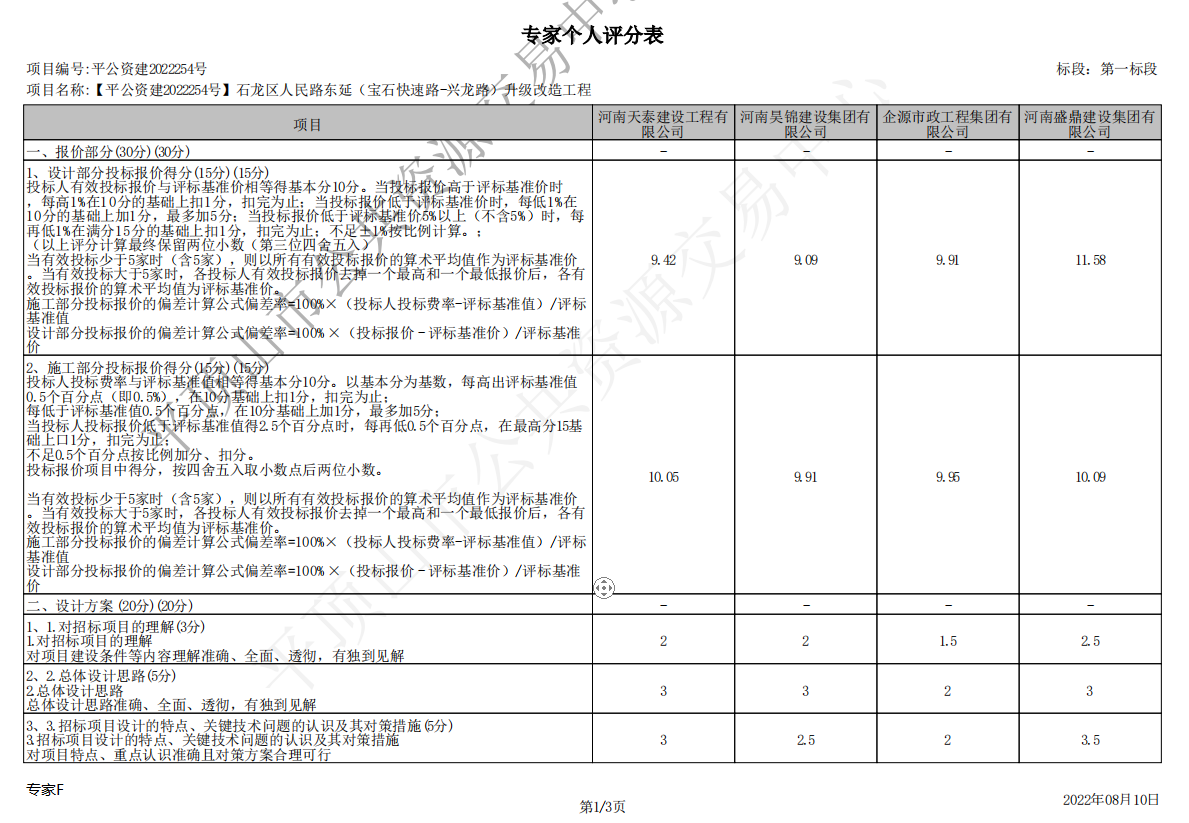 专家个人评分表
项目编号:平公资建2022254号
标段：第一标段
项目名称:【平公资建2022254号】石龙区人民路东延（宝石快速路-兴龙路）升级改造工程
项目
河南天泰建设工程有
限公司
河南昊锦建设集团有
限公司
企源市政工程集团有
限公司
河南盛鼎建设集团有
限公司
一、报价部分(30分)(30分)
-
-
-
-
1、设计部分投标报价得分(15分)(15分)
投标人有效投标报价与评标基准价相等得基本分10分。当投标报价高于评标基准价时
，每高1%在10分的基础上扣1分，扣完为止；当投标报价低于评标基准价时，每低1%在
10分的基础上加1分，最多加5分；当投标报价低于评标基准价5%以上（不含5%）时，每
再低1%在满分15分的基础上扣1分，扣完为止；不足±1%按比例计算。；
（以上评分计算最终保留两位小数（第三位四舍五入）
当有效投标少于5家时（含5家），则以所有有效投标报价的算术平均值作为评标基准价
。当有效投标大于5家时，各投标人有效投标报价去掉一个最高和一个最低报价后，各有
效投标报价的算术平均值为评标基准价。
施工部分投标报价的偏差计算公式偏差率=100%×（投标人投标费率-评标基准值）/评标
基准值
设计部分投标报价的偏差计算公式偏差率=100%×（投标报价－评标基准价）/评标基准
价
9.42
9.09
9.91
11.58
2、施工部分投标报价得分(15分)(15分)
投标人投标费率与评标基准值相等得基本分10分。以基本分为基数，每高出评标基准值
0.5个百分点（即0.5%），在10分基础上扣1分，扣完为止；
每低于评标基准值0.5个百分点，在10分基础上加1分，最多加5分；
当投标人投标报价低于评标基准值得2.5个百分点时，每再低0.5个百分点，在最高分15基
础上口1分，扣完为止；
不足0.5个百分点按比例加分、扣分。
投标报价项目中得分，按四舍五入取小数点后两位小数。
当有效投标少于5家时（含5家），则以所有有效投标报价的算术平均值作为评标基准价
。当有效投标大于5家时，各投标人有效投标报价去掉一个最高和一个最低报价后，各有
效投标报价的算术平均值为评标基准价。
施工部分投标报价的偏差计算公式偏差率=100%×（投标人投标费率-评标基准值）/评标
基准值
设计部分投标报价的偏差计算公式偏差率=100%×（投标报价－评标基准价）/评标基准
价
10.05
9.91
9.95
10.09
二、设计方案(20分)(20分)
-
-
-
-
1、1.对招标项目的理解(3分)
1.对招标项目的理解
对项目建设条件等内容理解准确、全面、透彻，有独到见解
2
2
1.5
2.5
2、2.总体设计思路(5分)
2.总体设计思路
总体设计思路准确、全面、透彻，有独到见解
3
3
2
3
3、3.招标项目设计的特点、关键技术问题的认识及其对策措施(5分)
3.招标项目设计的特点、关键技术问题的认识及其对策措施
对项目特点、重点认识准确且对策方案合理可行
3
2.5
2
3.5
专家F
第1/3页
2022年08月10日
平顶山市公共资源交易中心
平顶山市公共资源交易中心